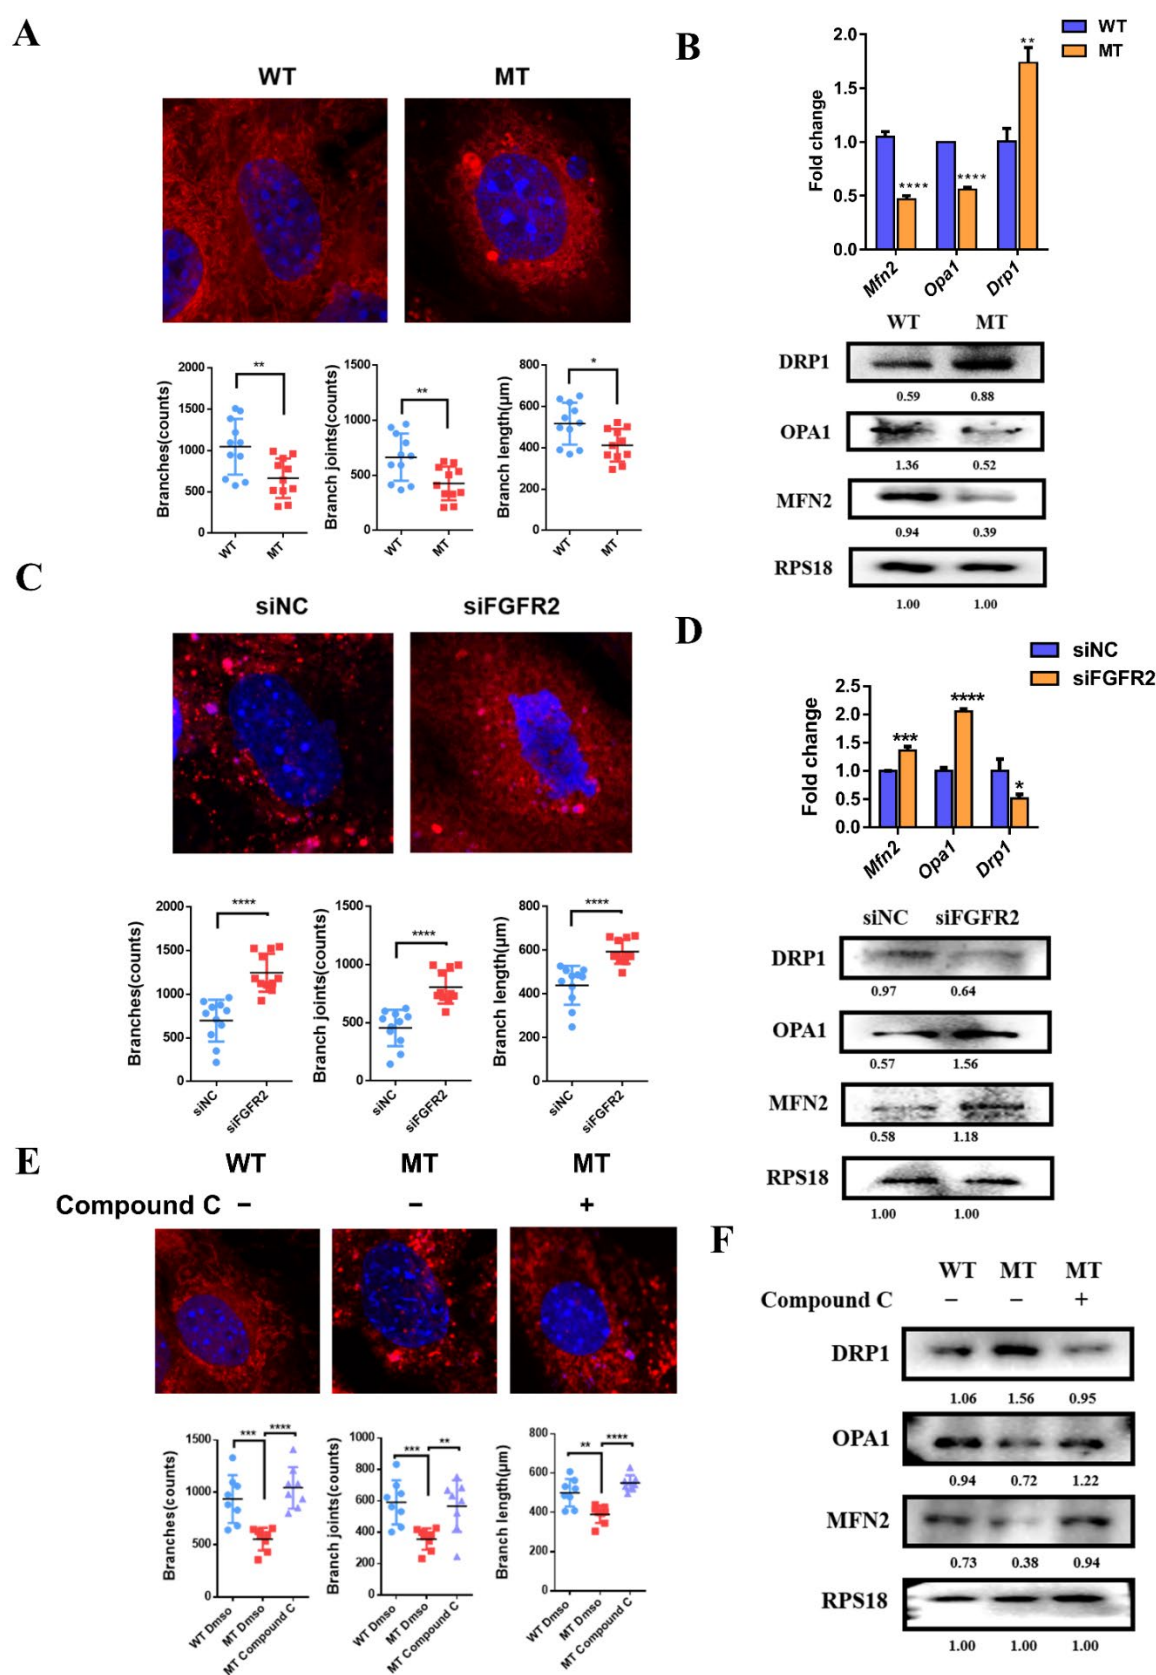 A
WT MT
Branches(counts)
2000
1500
1000
500
0
**
WT MT
Branch joints(counts)
1500
1000
500
0
**
WT MT
Branch length(μm)
800
600
400
200
0
*
WT MT
B
WT
MT
Fold change
2.0
1.5
1.0
0.5
0.0
**** **** **
Mfn2 Opa1 Drp1
WT MT
DRP1
0.59 0.88
OPA1
1.36 0.52
MFN2
0.94 0.39
RPS18
1.00 1.00
C
siNC siFGFR2
Branches(counts)
2000
1500
1000
500
0
****
siNC siFGFR2
Branch joints(counts)
1500
1000
500
0
****
siNC siFGFR2
Branch length(μm)
800
600
400
200
0
****
siNC siFGFR2
D
siNC
siFGFR2
Fold change
2.5
2.0
1.5
1.0
0.5
0.0
*** **** *
Mfn2 Opa1 Drp1
siNC siFGFR2
DRP1
0.97 0.64
OPA1
0.57 1.56
MFN2
0.58 1.18
RPS18
1.00 1.00
E
WT MT MT
Compound C – – +
Branches(counts)
1500
1000
500
0
*** ****
WT Dmso MT Dmso MT Compound C
Branch joints(counts)
1000
800
600
400
200
0
*** **
WT Dmso MT Dmso MT Compound C
Branch length(μm)
800
600
400
200
0
** ****
WT Dmso MT Dmso MT Compound C
F
WT MT MT
Compound C – – +
DRP1
1.06 1.56 0.95
OPA1
0.94 0.72 1.22
MFN2
0.73 0.38 0.94
RPS18
1.00 1.00 1.00